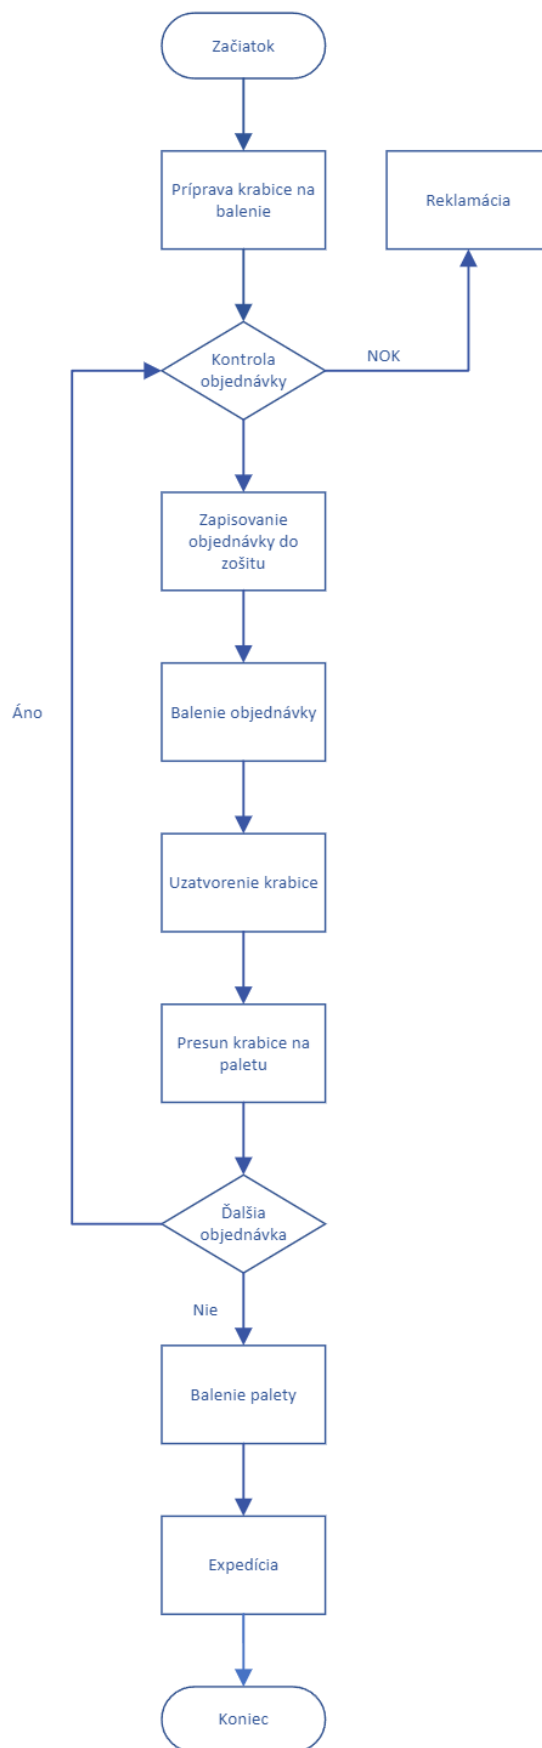 Začiatok
Príprava krabice na
balenie
Reklamácia
Kontrola
objednávky
NOK
Zapisovanie
objednávky do
zošitu
Balenie objednávky
Áno
Uzatvorenie krabice
Presun krabice na
paletu
Ďalšia
objednávka
Nie
Balenie palety
Expedícia
Koniec